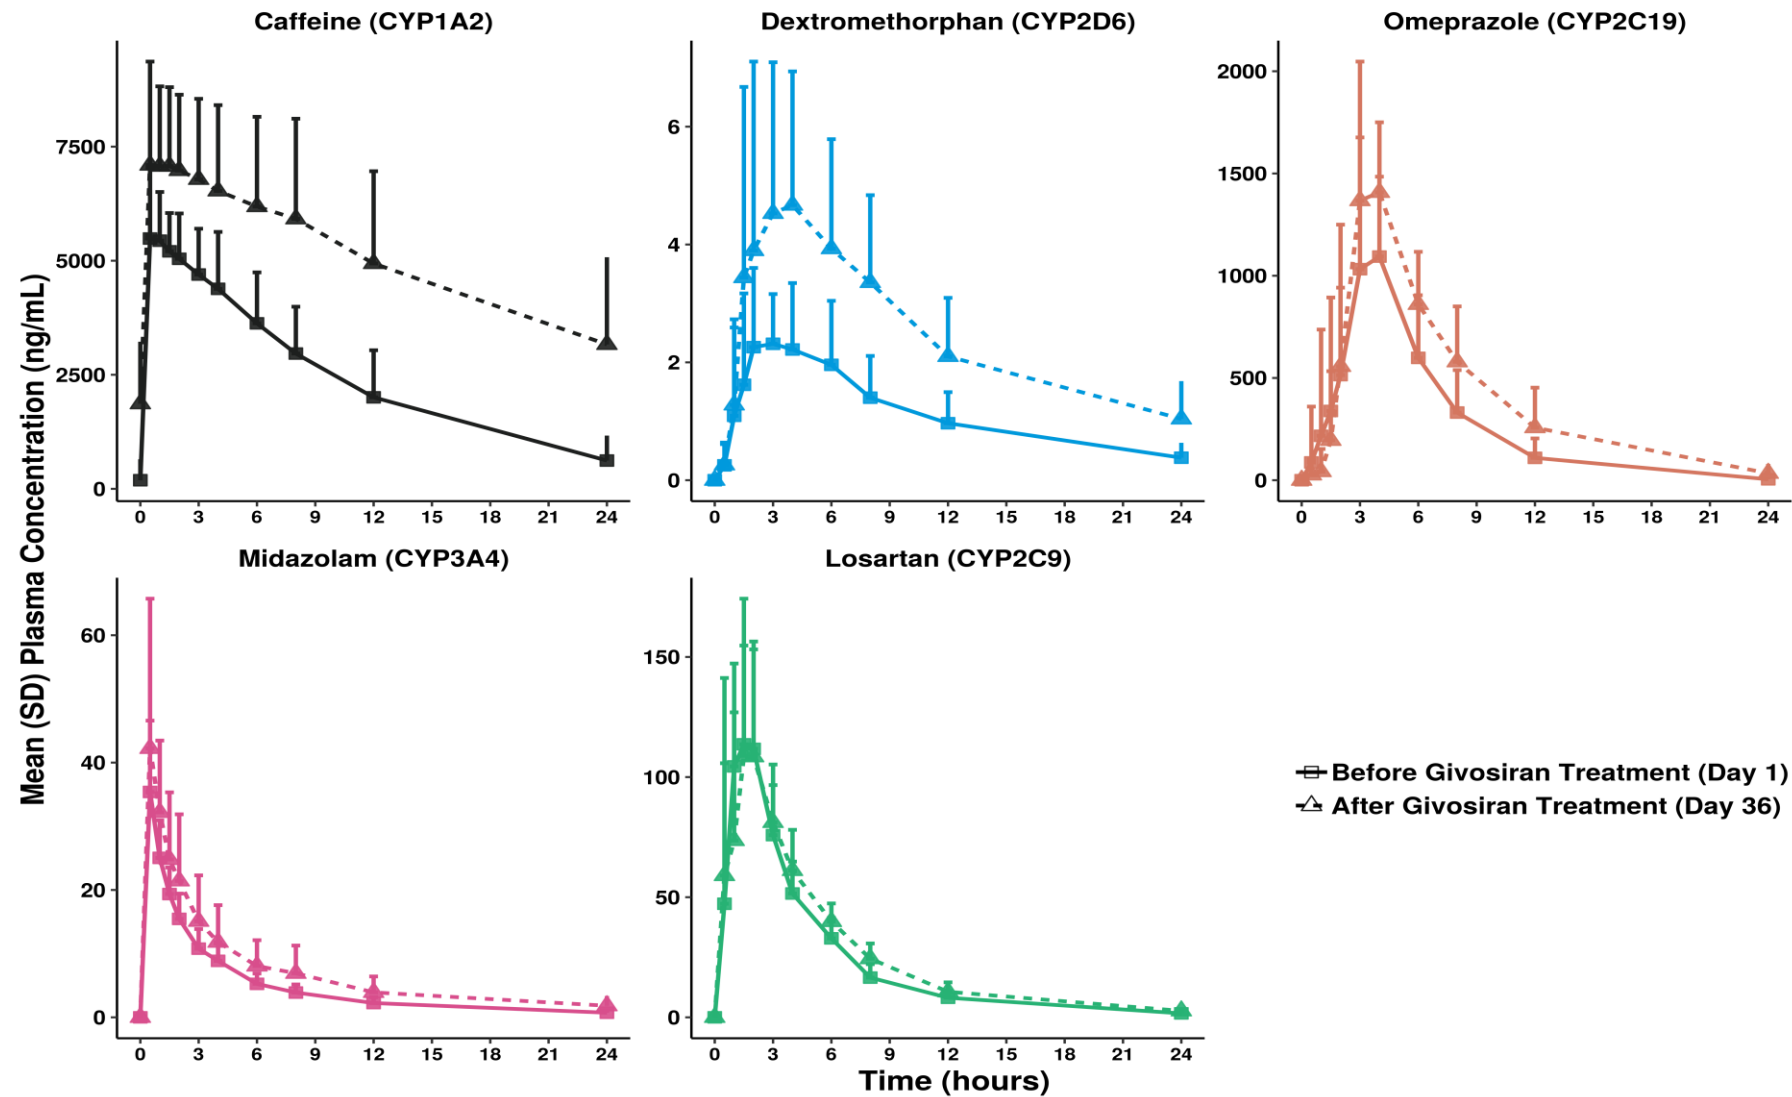 Caffeine (CYP1A2)
Dextromethorphan (CYP2D6)
Omeprazole (CYP2C19)
7500
5000
2500
0
0 3 6 9 12 15 18 21 24
6
4
2
0
0 3 6 9 12 15 18 21 24
2000
1500
1000
500
0
0 3 6 9 12 15 18 21 24
Mean (SD) Plasma Concentration (ng/mL)
Midazolam (CYP3A4)
Losartan (CYP2C9)
60
40
20
0
0 3 6 9 12 15 18 21 24
150
100
50
0
0 3 6 9 12 15 18 21 24
Before Givosiran Treatment (Day 1)
After Givosiran Treatment (Day 36)
Time (hours)